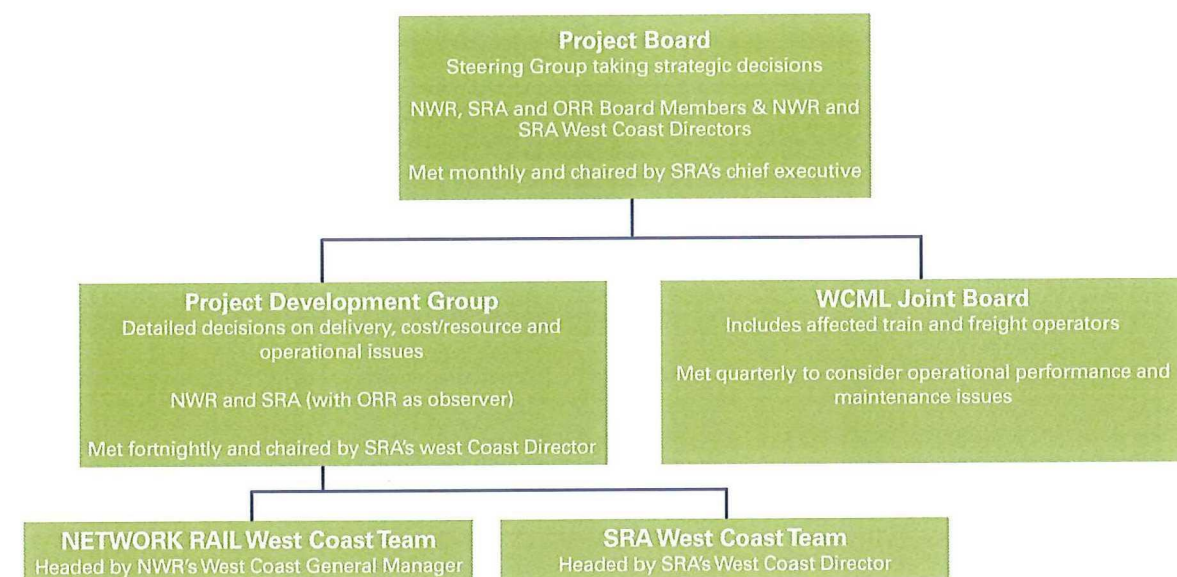 Project Board
Steering Group taking strategic decisions
NWR, SRA and ORR Board Members & NWR and
SRA West Coast Directors
Met monthly and chaired by SRA's chief executive
Project Development Group
Detailed decisions on delivery, cost/resource and
operational issues
NWR and SRA (with ORR as observer)
Met fortnightly and chaired by SRA's west Coast Director
WCML Joint Board
Includes affected train and freight operators
Met quarterly to consider operational performance and
maintenance issues
NETWORK RAIL West Coast Team
Headed by NWR's West Coast General Manager
SRA West Coast Team
Headed by SRA's West Coast Director